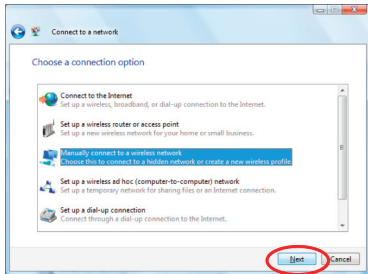 Connect to a network
Choose a connection option
Connect to the Internet
Set up a wireless, broadband, or dial-up connection to the Internet.
Set up a wireless router or access point
Set up a new wireless network for your home or small business.
Manually connect to a wireless network
Choose this to connect to a hidden network or create a new wireless profile
Set up a wireless ad hoc (computer-to-computer) network
Set up a temporary network for sharing files or an Internet connection.
Set up a dial-up connection
Connect through a dial-up connection to the Internet.
Next Cancel